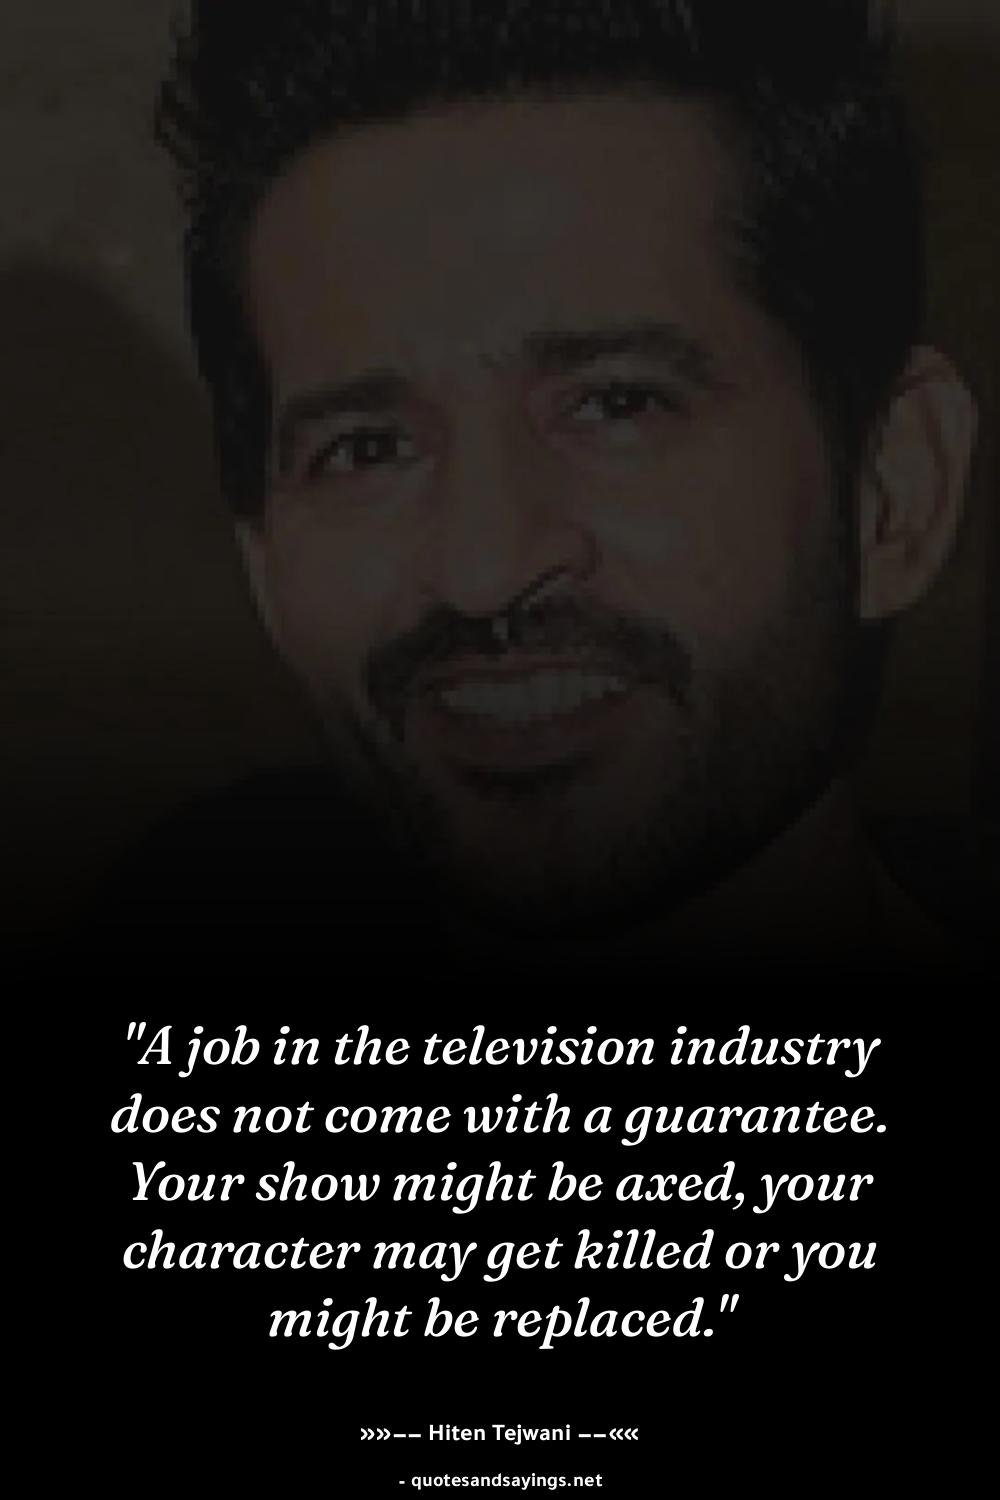 "A job in the television industry
does not come with a guarantee.
Your show might be axed, your
character may get killed or you
might be replaced."
»»–– Hiten Tejwani ––««
- quotesandsayings.net